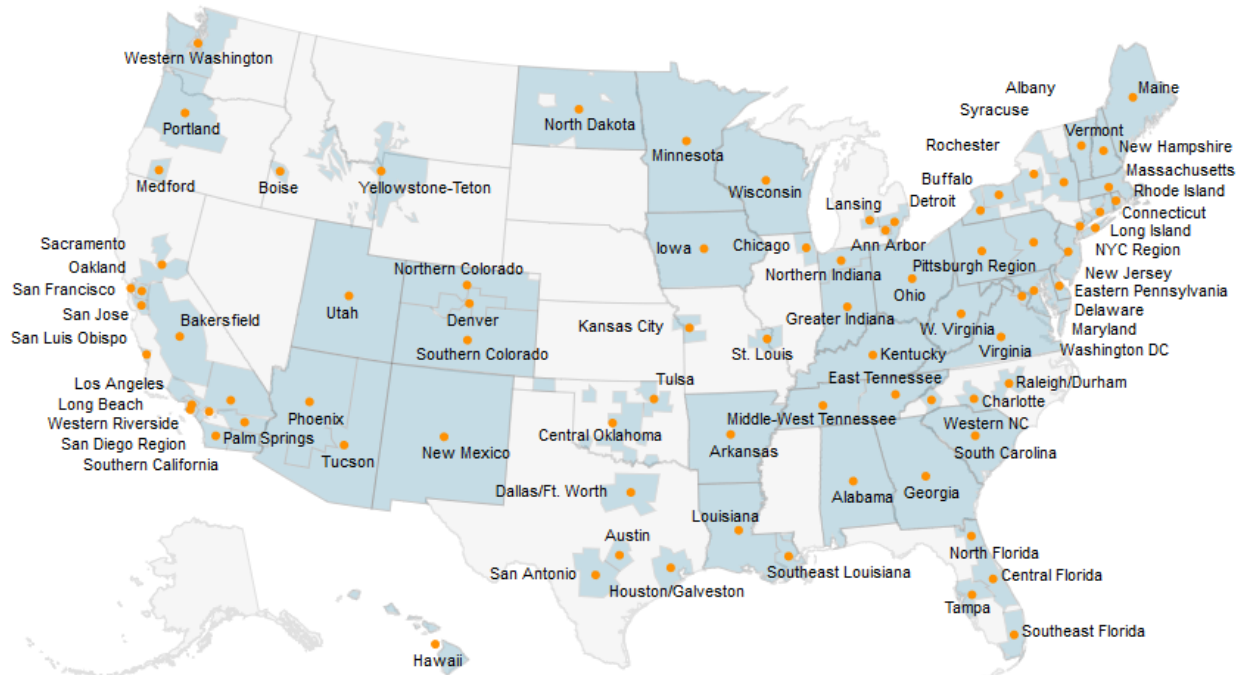 Western Washington
Portland
Medford
Boise
Yellowstone-Teton
North Dakota
Minnesota
Wisconsin
Iowa
Chicago
Lansing
Detroit
Ann Arbor
Northern Indiana
Greater Indiana
Ohio
Pittsburgh Region
Albany
Syracuse
Rochester
Buffalo
Maine
Vermont
New Hampshire
Massachusetts
Rhode Island
Connecticut
Long Island
NYC Region
New Jersey
Eastern Pennsylvania
Delaware
Maryland
Washington DC
W. Virginia
Virginia
Sacramento
Oakland
San Francisco
San Jose
San Luis Obispo
Bakersfield
Los Angeles
Long Beach
Western Riverside
San Diego Region
Southern California
Palm Springs
Utah
Northern Colorado
Denver
Southern Colorado
Phoenix
Tucson
New Mexico
Kansas City
St. Louis
Tulsa
Central Oklahoma
Kentucky
East Tennessee
Middle-West Tennessee
Raleigh/Durham
Charlotte
Western NC
South Carolina
Arkansas
Alabama
Georgia
Dallas/Ft. Worth
Austin
San Antonio
Houston/Galveston
Louisiana
Southeast Louisiana
North Florida
Central Florida
Tampa
Southeast Florida
Hawaii